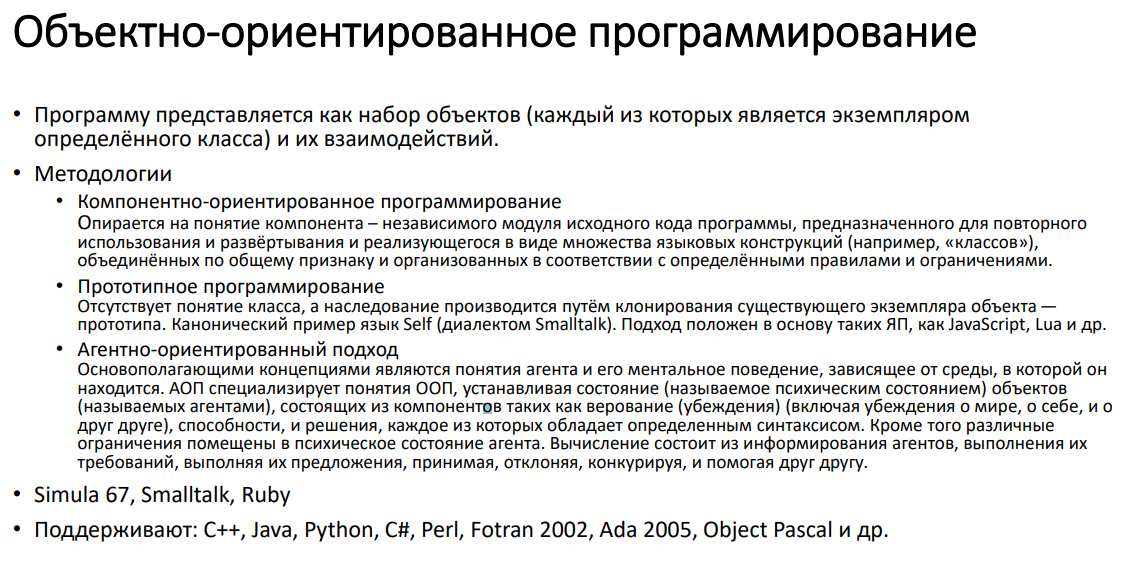 Объектно-ориентированное программирование
• Программу представляется как набор объектов (каждый из которых является экземпляром
определённого класса) и их взаимодействий.
• Методологии
• Компонентно-ориентированное программирование
Опирается на понятие компонента – независимого модуля исходного кода программы, предназначенного для повторного
использования и развёртывания и реализующегося в виде множества языковых конструкций (например, «классов»),
объединённых по общему признаку и организованных в соответствии с определёнными правилами и ограничениями.
• Прототипное программирование
Отсутствует понятие класса, а наследование производится путём клонирования существующего экземпляра объекта —
прототипа. Канонический пример язык Self (диалектом Smalltalk). Подход положен в основу таких ЯП, как JavaScript, Lua и др.
• Агентно-ориентированный подход
Основополагающими концепциями являются понятия агента и его ментальное поведение, зависящее от среды, в которой он
находится. АОП специализирует понятия ООП, устанавливая состояние (называемое психическим состоянием) объектов
(называемых агентами), состоящих из компонентов таких как верование (убеждения) (включая убеждения о мире, о себе, и о
друг друге), способности, и решения, каждое из которых обладает определенным синтаксисом. Кроме того различные
ограничения помещены в психическое состояние агента. Вычисление состоит из информирования агентов, выполнения их
требований, выполняя их предложения, принимая, отклоняя, конкурируя, и помогая друг другу.
• Simula 67, Smalltalk, Ruby
• Поддерживают: C++, Java, Python, C#, Perl, Fotran 2002, Ada 2005, Object Pascal и др.